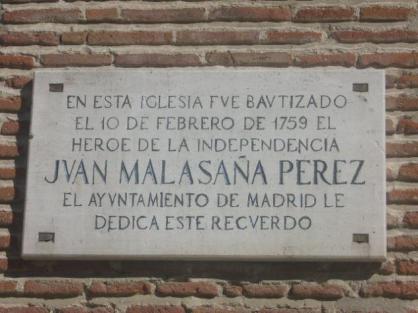 EN ESTA IGLESIA FVE BAVTIZADO
EL 10 DE FEBRERO DE 1759 EL
HEROE DE LA INDEPENDENCIA
JVAN MALASAÑA PEREZ
EL AYVNTAMIENTO DE MADRID LE
DEDICA ESTE RECVERDO